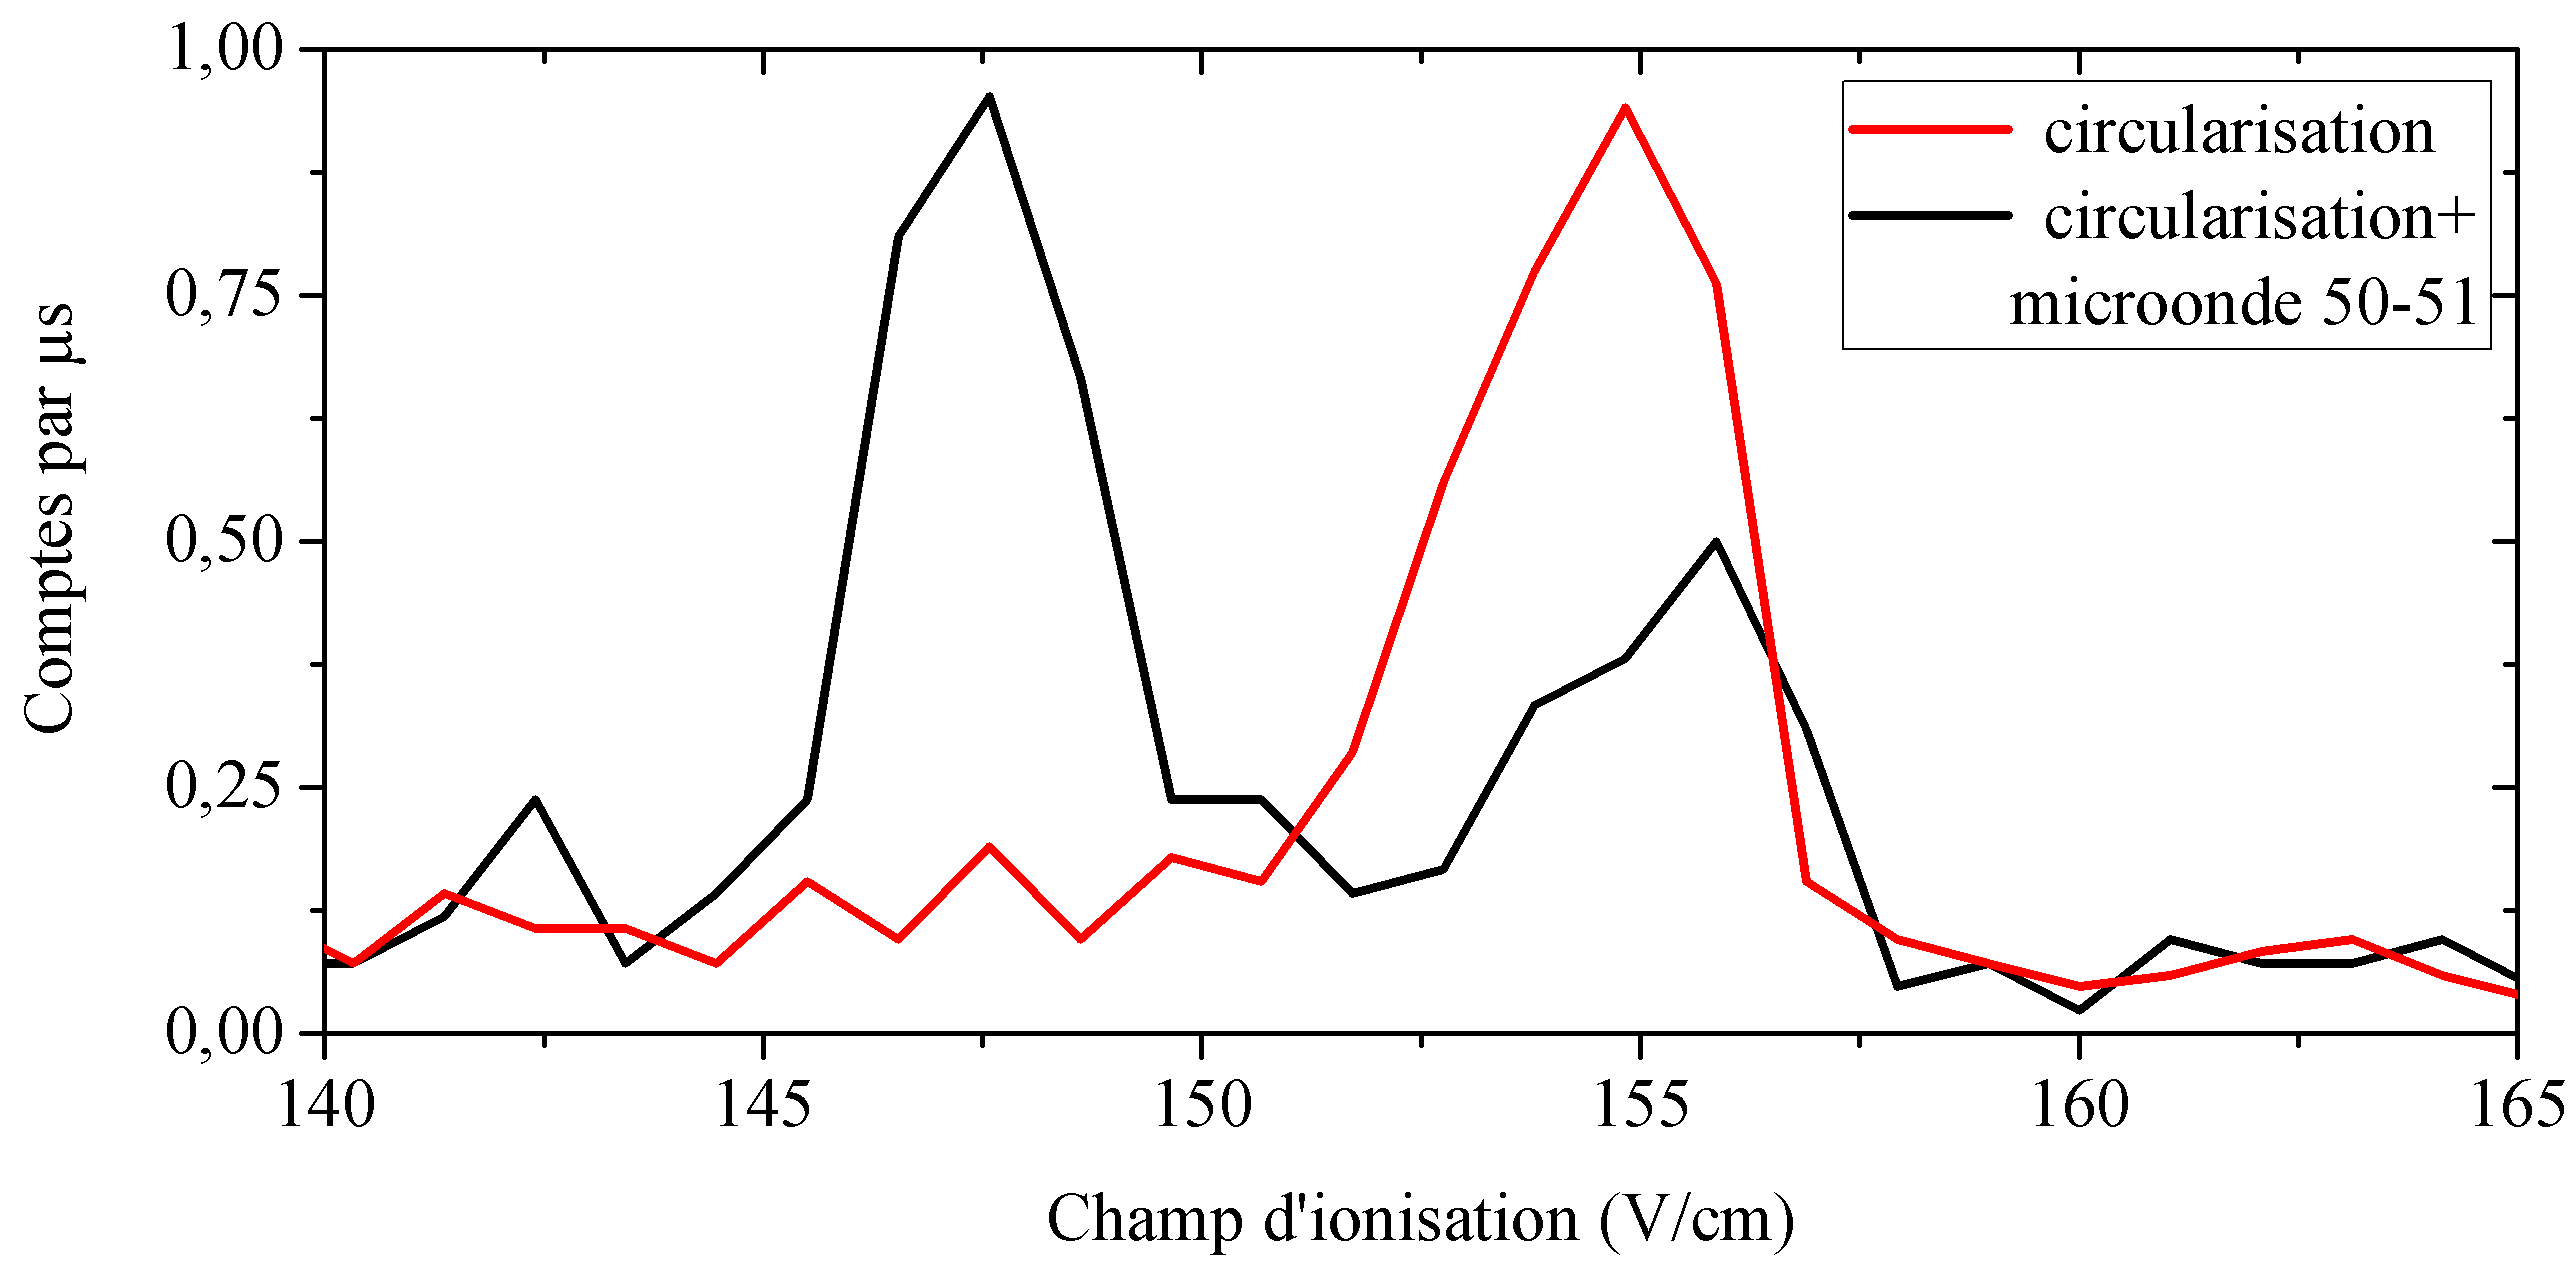 1,00
0,75
0,50
0,25
0,00
Comptes par µs
circularisation
circularisation+
microonde 50-51
140 145 150 155 160 165
Champ d'ionisation (V/cm)